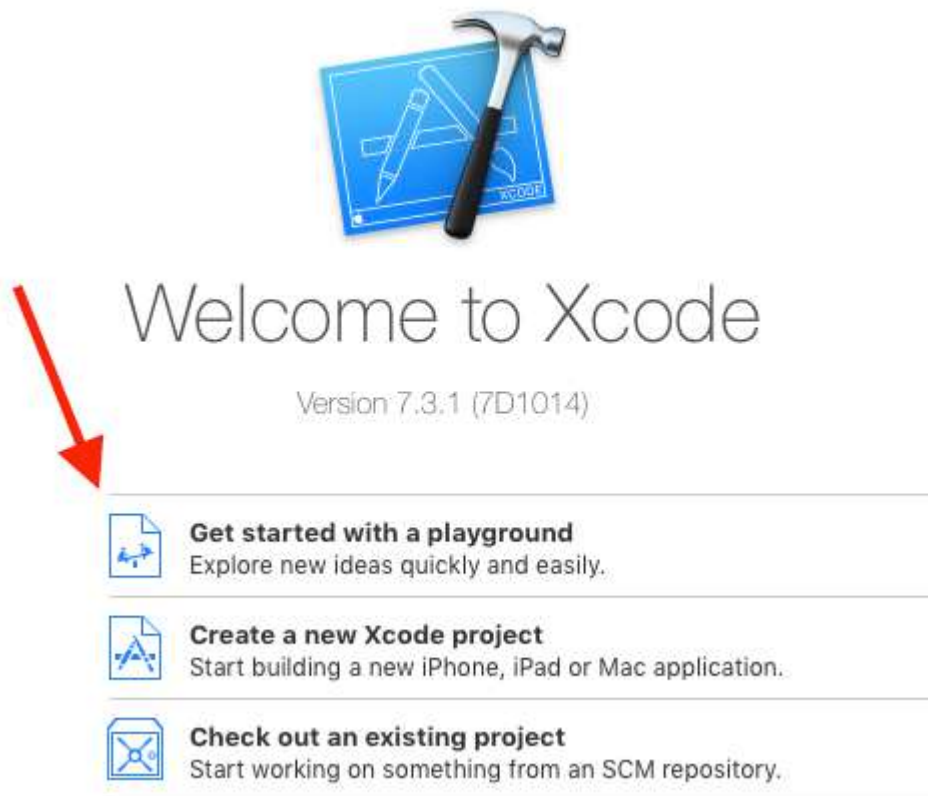 XCODE
Welcome to Xcode
Version 7.3.1 (7D1014)
Get started with a playground
Explore new ideas quickly and easily.
Create a new Xcode project
Start building a new iPhone, iPad or Mac application.
Check out an existing project
Start working on something from an SCM repository.